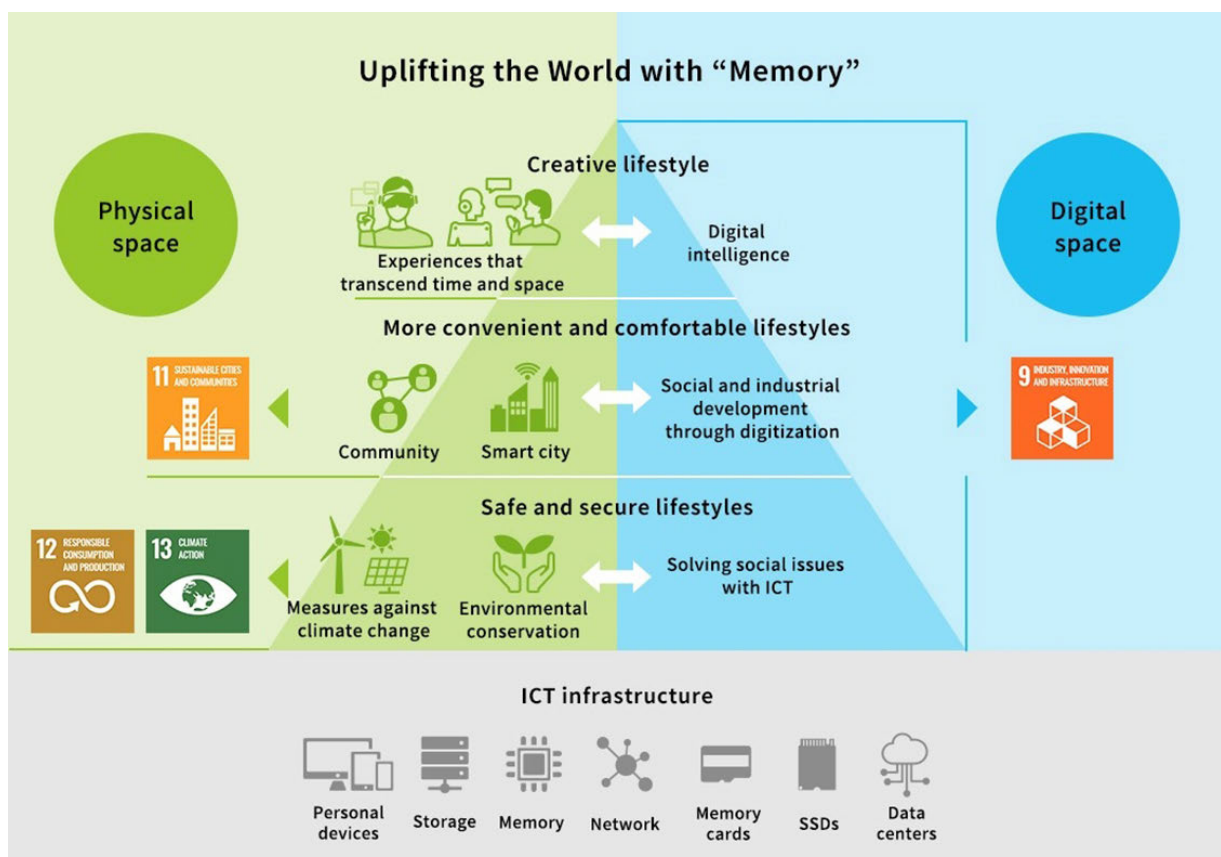 Uplifting the World with “Memory”
Physical
space
Digital
space
Creative lifestyle
Experiences that
transcend time and space
Digital
intelligence
More convenient and comfortable lifestyles
11 SUSTAINABLE CITIES
AND COMMUNITIES
Community
Smart city
Social and industrial
development
through digitization
9 INDUSTRY, INNOVATION
AND INFRASTRUCTURE
Safe and secure lifestyles
12 RESPONSIBLE
CONSUMPTION
AND PRODUCTION
13 CLIMATE
ACTION
Measures against
climate change
Environmental
conservation
Solving social issues
with ICT
ICT infrastructure
Personal
devices
Storage
Memory
Network
Memory
cards
SSDs
Data
centers